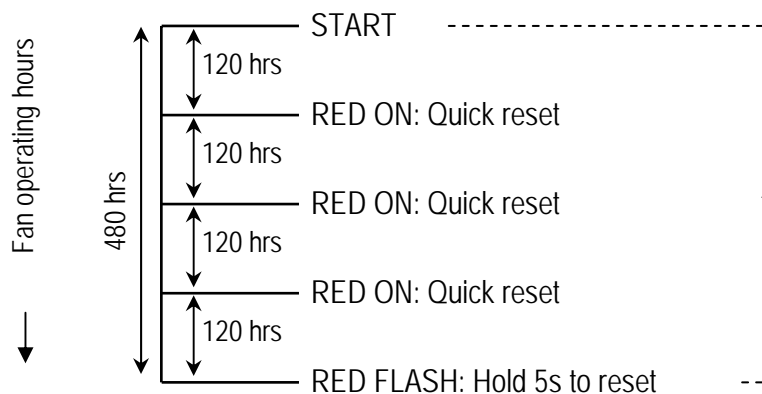 START
120 hrs
RED ON: Quick reset
120 hrs
RED ON: Quick reset
120 hrs
RED ON: Quick reset
120 hrs
RED FLASH: Hold 5s to reset
480 hrs
Fan operating hours